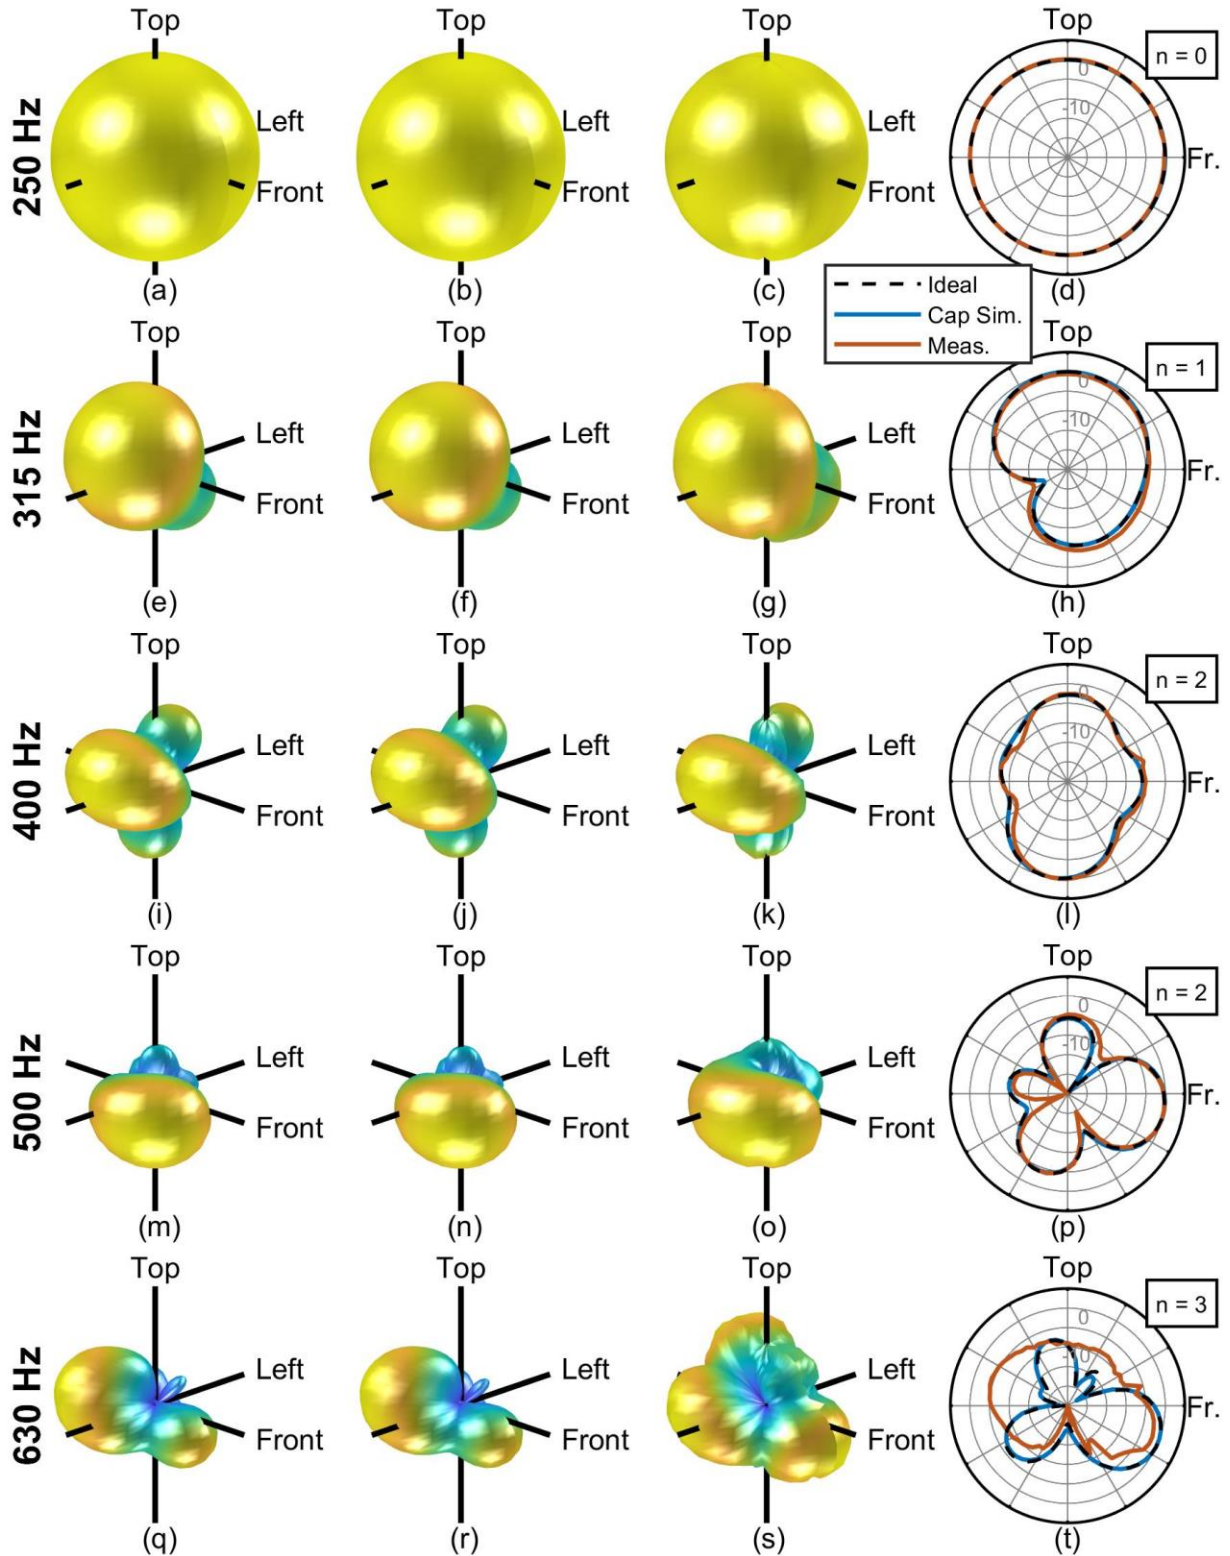 Top Top Top Top
n = 0
0
-10
Left Left Left
Fr.
Front Front Front
250 Hz
(a) (b) (c) (d)
Ideal
Cap Sim.
Meas.
Top Top Top Top
n = 1
0
-10
Left Left Left
Fr.
Front Front Front
315 Hz
(e) (f) (g) (h)
Top Top Top Top
n = 2
0
-10
Left Left Left
Fr.
Front Front Front
400 Hz
(i) (j) (k) (l)
Top Top Top Top
n = 2
0
-10
Left Left Left
Fr.
Front Front Front
500 Hz
(m) (n) (o) (p)
Top Top Top Top
n = 3
0
-10
Left Left Left
Fr.
Front Front Front
630 Hz
(q) (r) (s) (t)